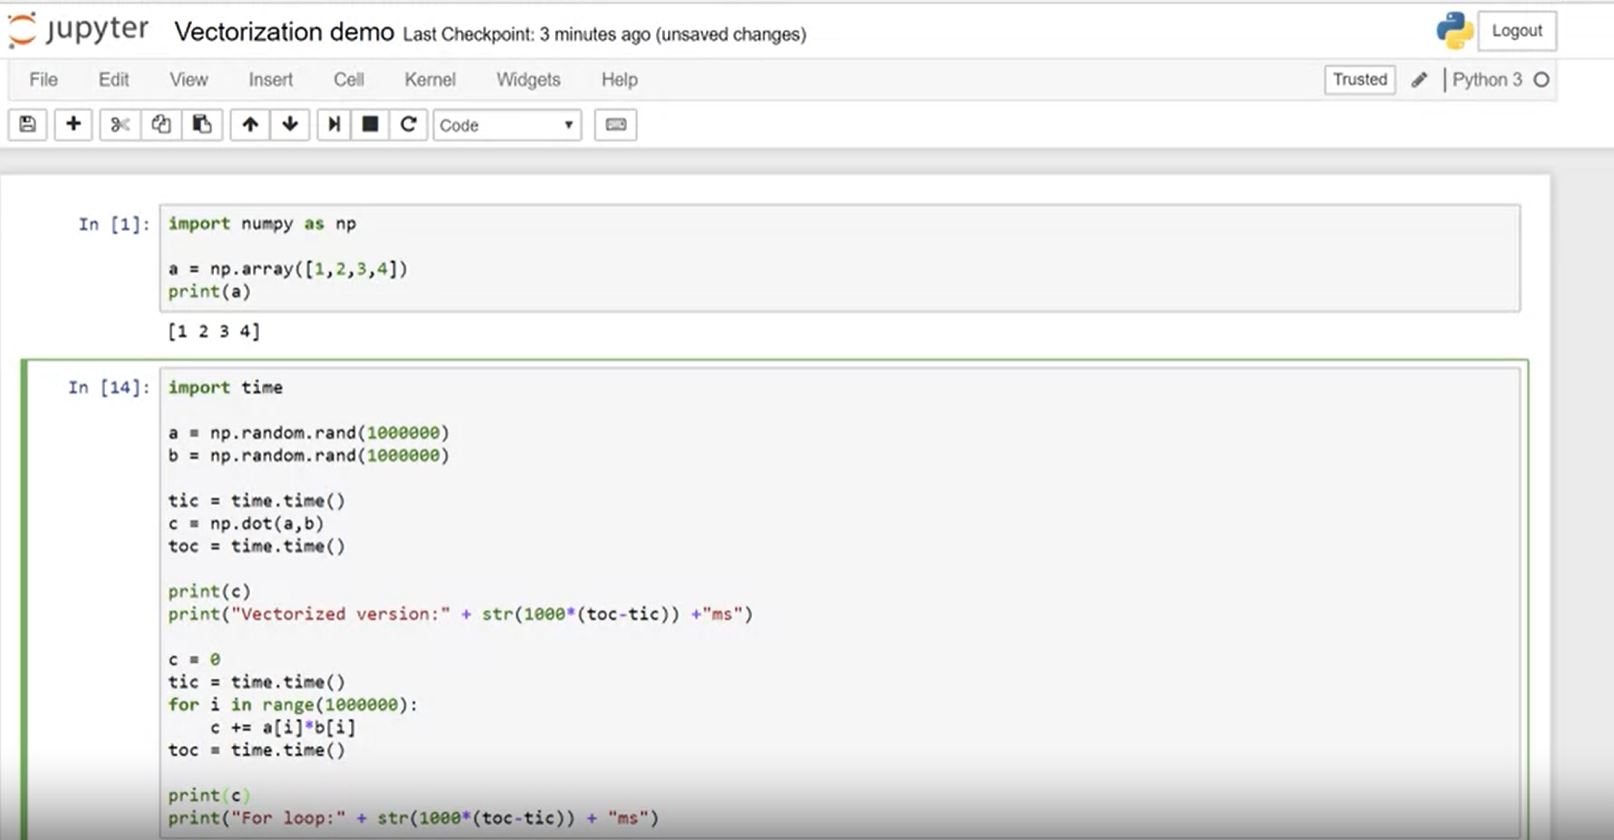 jupyter Vectorization demo Last Checkpoint: 3 minutes ago (unsaved changes) Logout
File Edit View Insert Cell Kernel Widgets Help Trusted Python 3
Code
In [1]: import numpy as np
a = np.array([1,2,3,4])
print(a)
[1 2 3 4]
In [14]: import time
a = np.random.rand(1000000)
b = np.random.rand(1000000)
tic = time.time()
c = np.dot(a,b)
toc = time.time()
print(c)
print("Vectorized version:" + str(1000*(toc-tic)) +"ms")
c = 0
tic = time.time()
for i in range(1000000):
    c += a[i]*b[i]
toc = time.time()
print(c)
print("For loop:" + str(1000*(toc-tic)) + "ms")